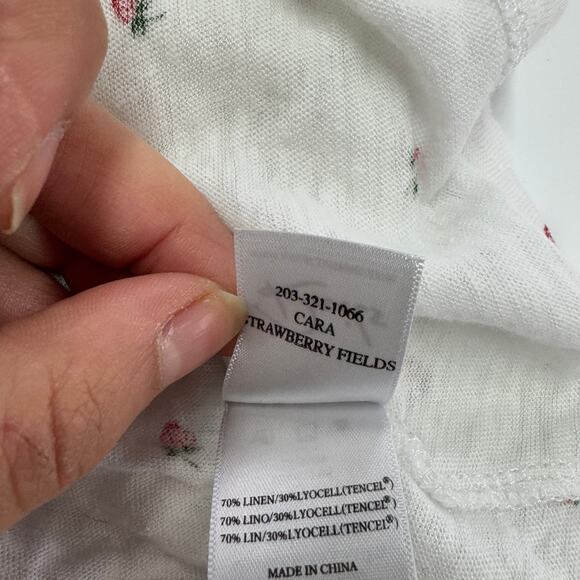 203-321-1066
CARA
STRAWBERRY FIELDS
70% LINEN/30%LYOCELL(TENCEL®)
70% LINO/30%LYOCELL(TENCEL®)
70% LIN/30%LYOCELL(TENCEL®)
MADE IN CHINA